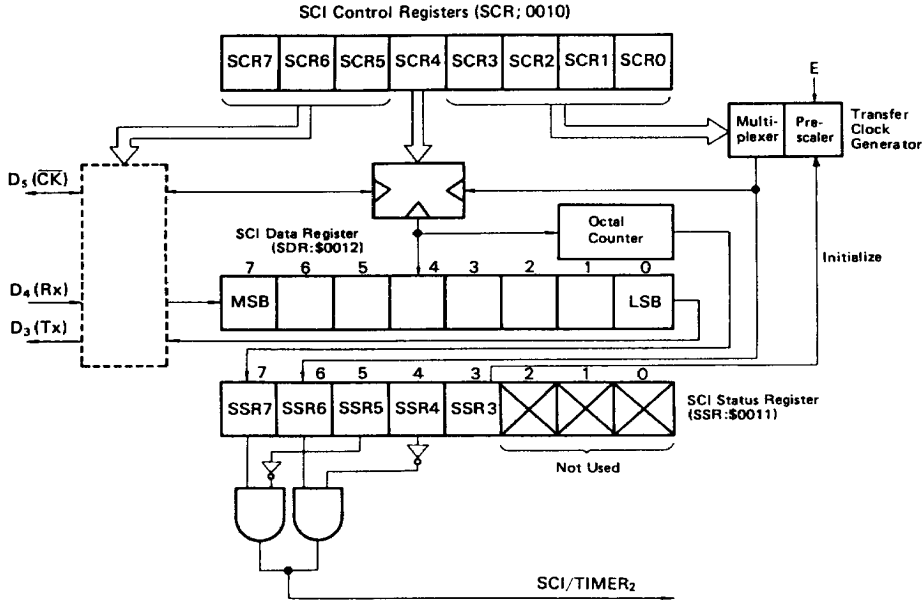 SCI Control Registers (SCR; 0010)
SCR7 SCR6 SCR5 SCR4 SCR3 SCR2 SCR1 SCR0
E
Multi-
plexer
Pre-
scaler
Transfer
Clock
Generator
D5 (CK)
Octal
Counter
SCI Data Register
(SDR:$0012)
Initialize
7 6 5 4 3 2 1 0
D4 (Rx)
MSB LSB
D3 (Tx)
7 6 5 4 3 2 1 0
SSR7 SSR6 SSR5 SSR4 SSR3
SCI Status Register
(SSR:$0011)
Not Used
SCI/TIMER2